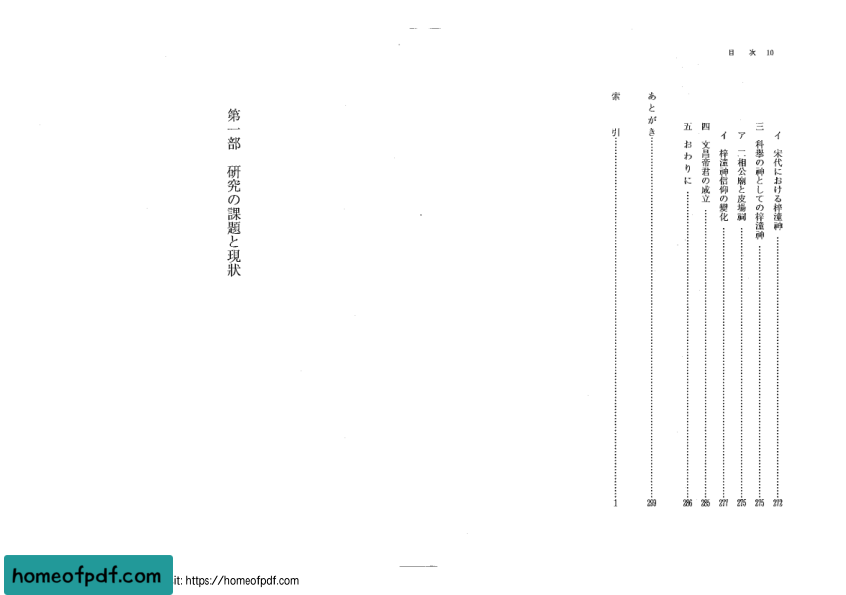 目 次 10
イ 宋代における梓潼神 272
三 科擧の神としての梓潼神 275
ア 二相公廟と皮場祠 275
イ 梓潼神信仰の變化 277
四 文昌帝君の成立 285
五 おわりに 286
あとがき 299
索 引 1
第一部 研究の課題と現狀
homeofpdf.com
it: https://homeofpdf.com